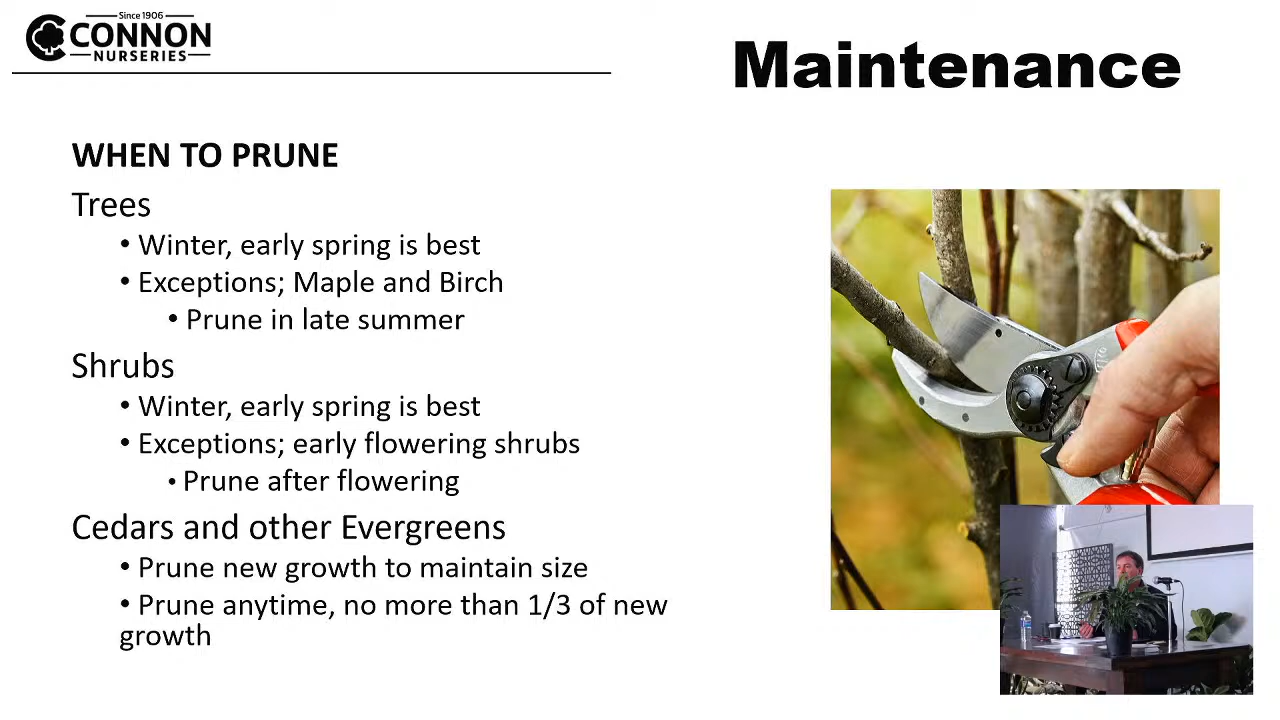 Since 1906
CONNON
NURSERIES
Maintenance
WHEN TO PRUNE
Trees
• Winter, early spring is best
• Exceptions; Maple and Birch
• Prune in late summer
Shrubs
• Winter, early spring is best
• Exceptions; early flowering shrubs
• Prune after flowering
Cedars and other Evergreens
• Prune new growth to maintain size
• Prune anytime, no more than 1/3 of new
growth